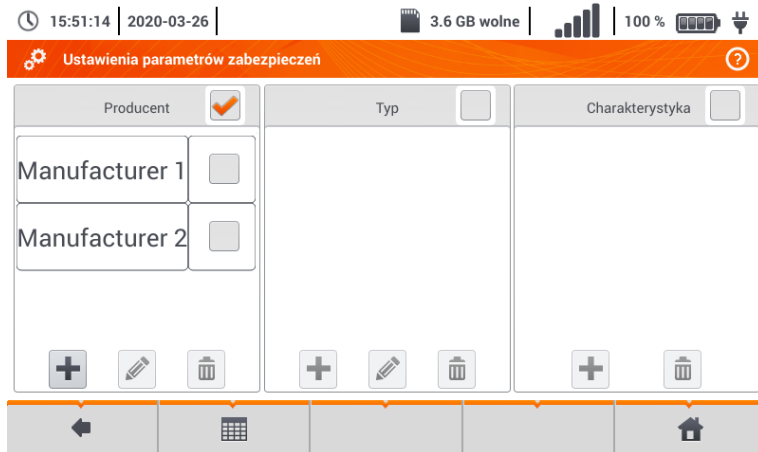 15:51:14 2020-03-26 3.6 GB wolne 100 %
Ustawienia parametrów zabezpieczeń ?
Producent Typ Charakterystyka
Manufacturer 1
Manufacturer 2